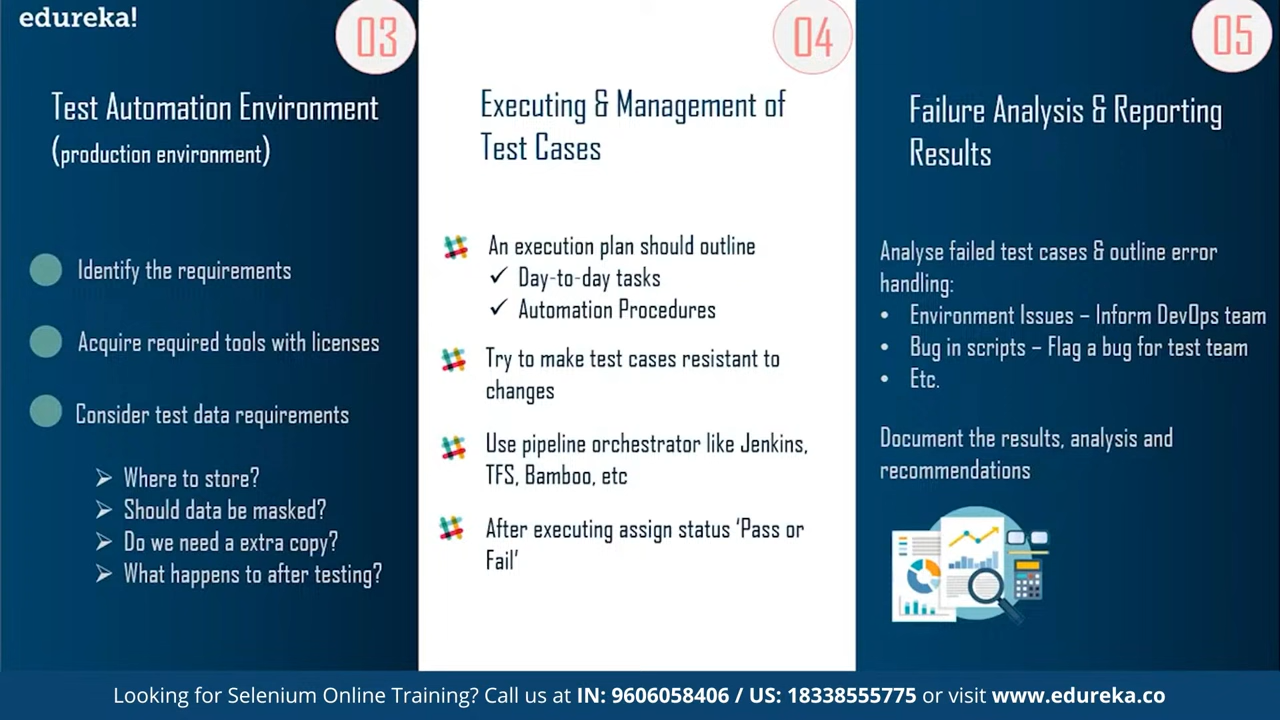 edureka!
03
Test Automation Environment
(production environment)
Identify the requirements
Acquire required tools with licenses
Consider test data requirements
Where to store?
Should data be masked?
Do we need a extra copy?
What happens to after testing?
04
Executing & Management of
Test Cases
An execution plan should outline
✓ Day-to-day tasks
✓ Automation Procedures
Try to make test cases resistant to
changes
Use pipeline orchestrator like Jenkins,
TFS, Bamboo, etc
After executing assign status ‘Pass or
Fail’
05
Failure Analysis & Reporting
Results
Analyse failed test cases & outline error
handling:
• Environment Issues – Inform DevOps team
• Bug in scripts – Flag a bug for test team
• Etc.
Document the results, analysis and
recommendations
Looking for Selenium Online Training? Call us at IN: 9606058406 / US: 18338555775 or visit www.edureka.co